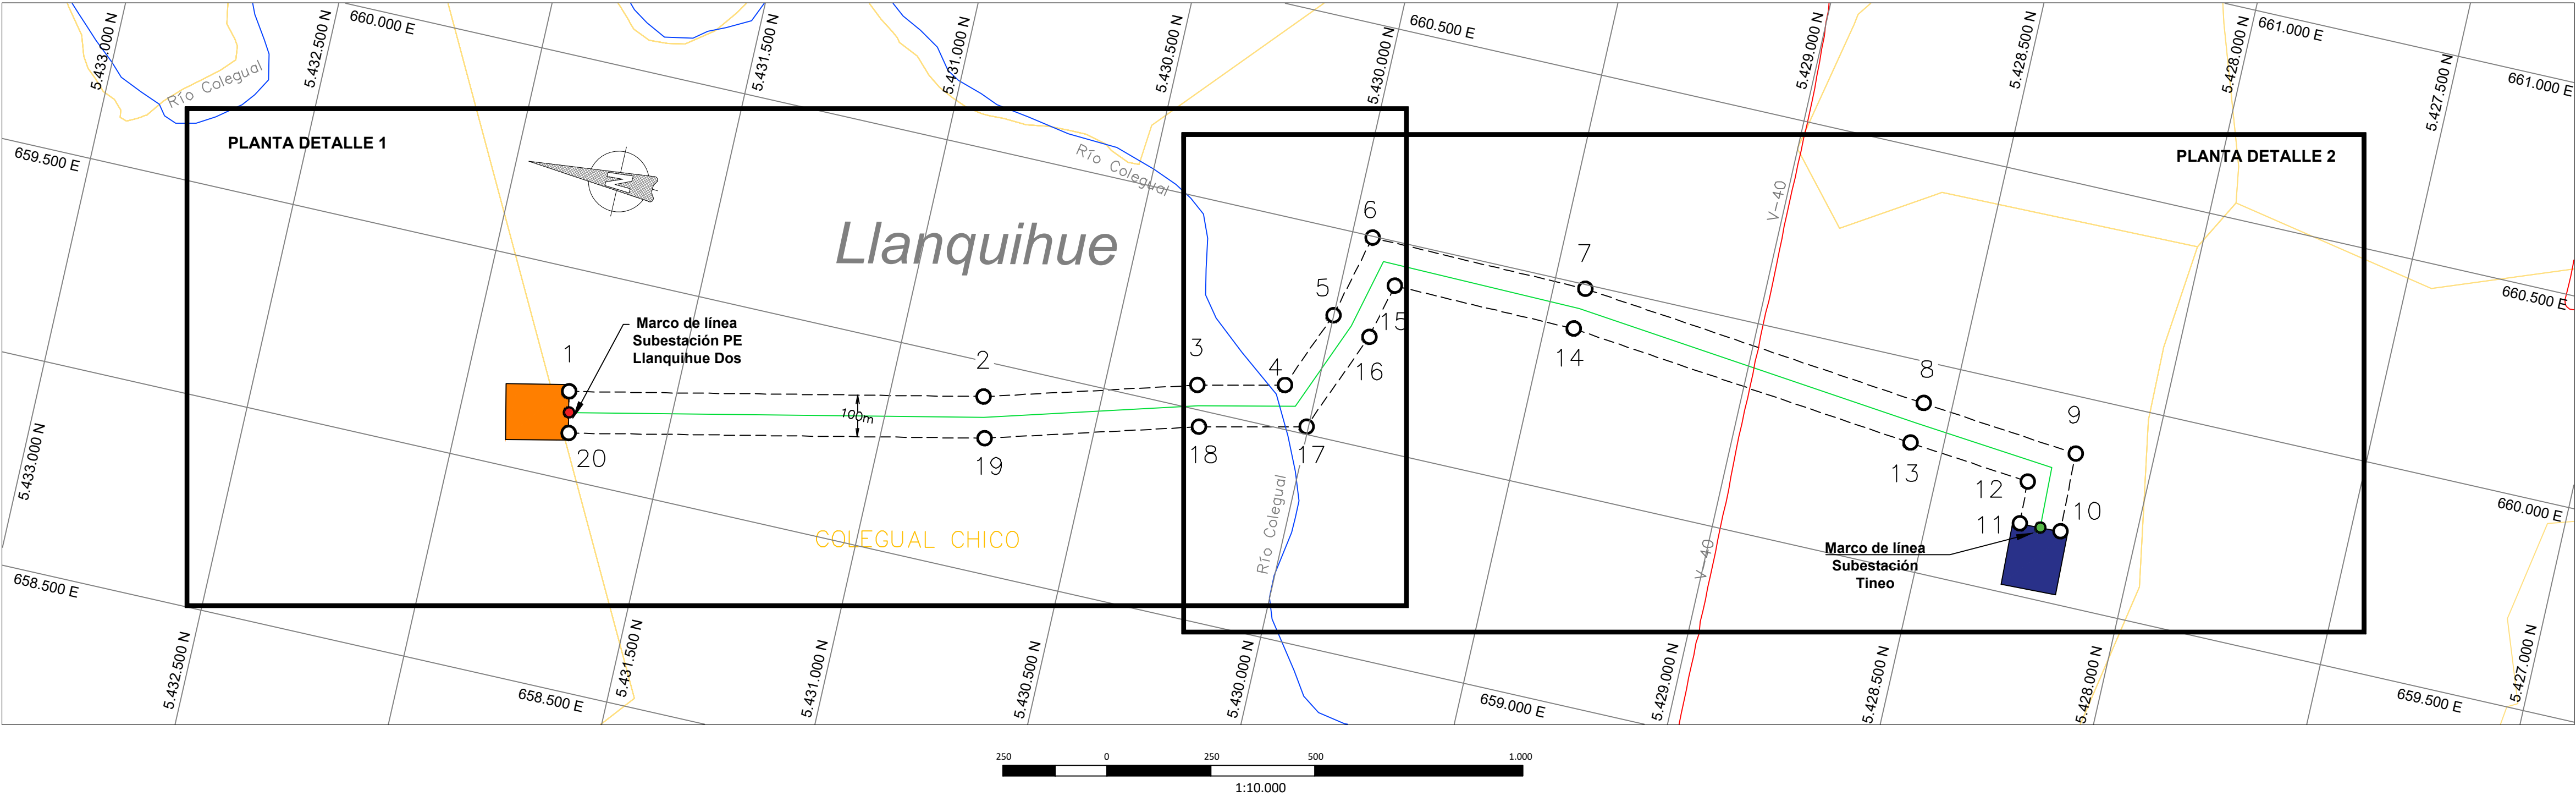 5.433.000 N
5.432.500 N
660.000 E
5.431.500 N
5.431.000 N
5.430.500 N
5.430.000 N
660.500 E
5.429.000 N
5.428.500 N
5.428.000 N
661.000 E
5.427.500 N
661.000 E
Río Colegual
PLANTA DETALLE 1
659.500 E
N
Río Colegual
PLANTA DETALLE 2
V-40
Llanquihue
6
7
5
660.500 E
Marco de línea
Subestación PE
Llanquihue Dos
15
1
2
3
4
16
14
8
100m
9
20
19
18
17
13
5.433.000 N
12
10
11
660.000 E
COLEGUAL CHICO
Río Colegual
V-40
Marco de línea
Subestación
Tineo
658.500 E
5.432.500 N
658.500 E
5.431.500 N
5.431.000 N
5.430.500 N
5.430.000 N
659.000 E
5.429.000 N
5.428.500 N
5.428.000 N
659.500 E
5.427.000 N
250
0
250
500
1.000
1:10.000